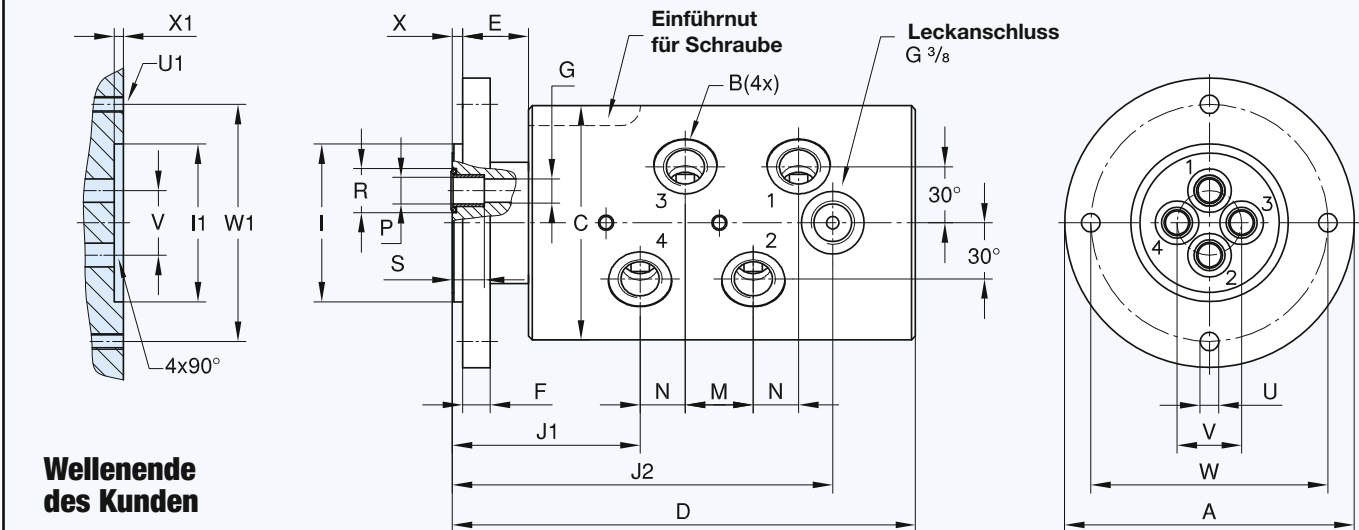 X1
U1
V
I1
W1
4x90°
Wellenende
des Kunden
X
E
G
Einführnut
für Schraube
B(4x)
Leckanschluss
G 3/8
R
I
P
S
C
3
1
4
2
30°
30°
F
N
M
N
J1
J2
D
1
3
4
2
U
V
W
A